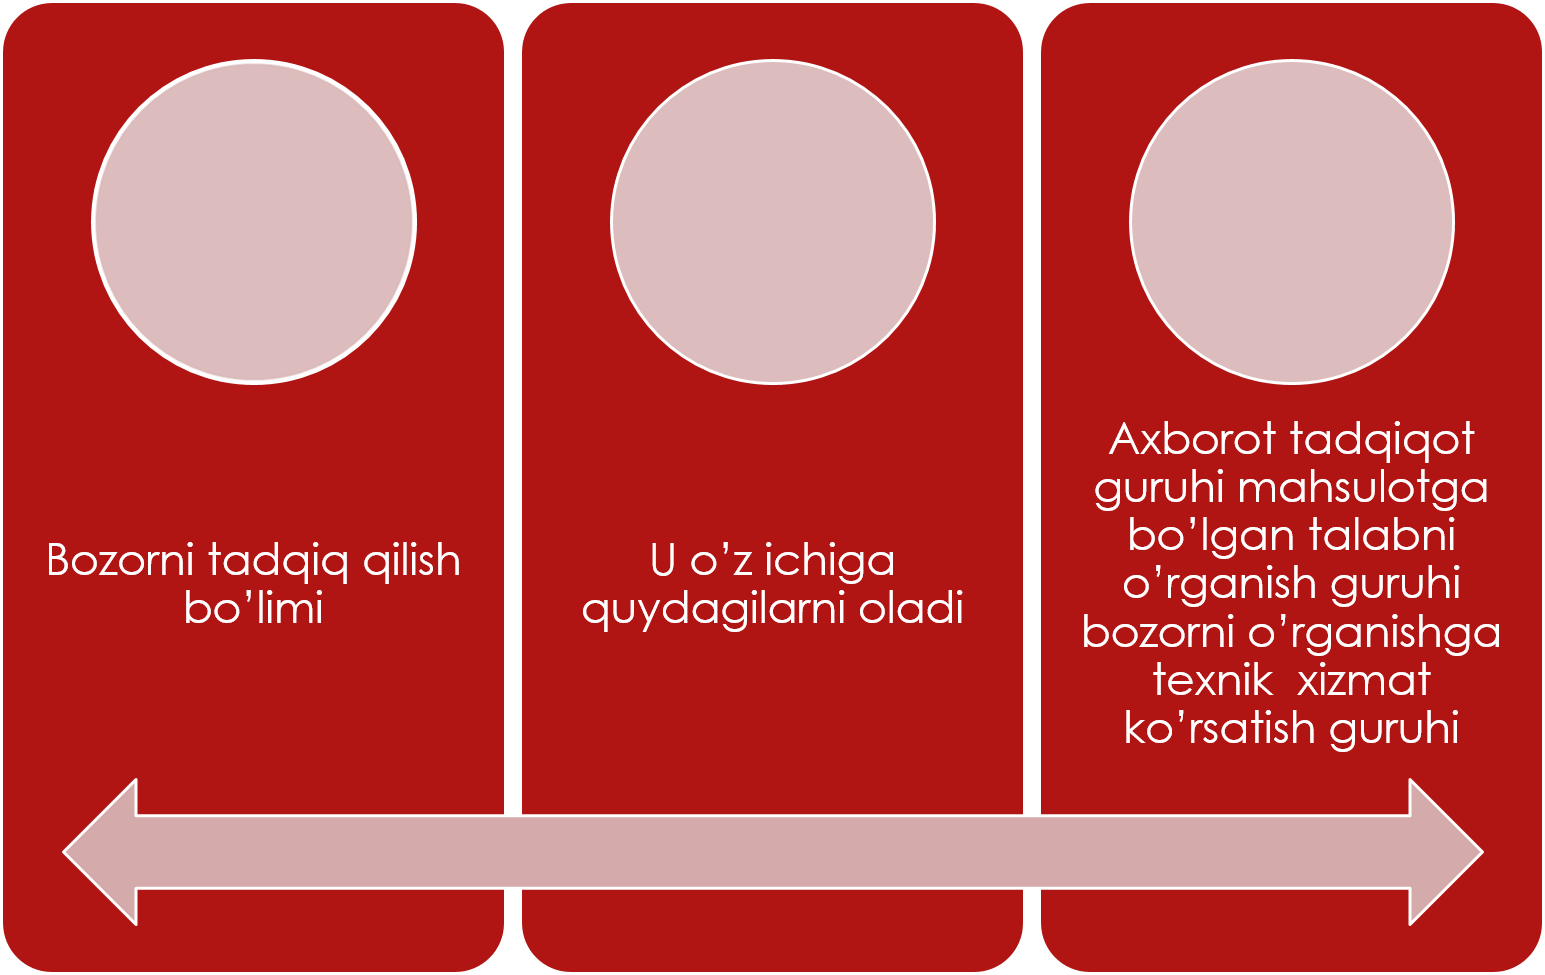 Bozorni tadqiq qilish
bo’limi
U o’z ichiga
quydagilarni oladi
Axborot tadqiqot
guruhi mahsulotga
bo’lgan talabni
o’rganish guruhi
bozorni o’rganishga
texnik  xizmat
ko’rsatish guruhi